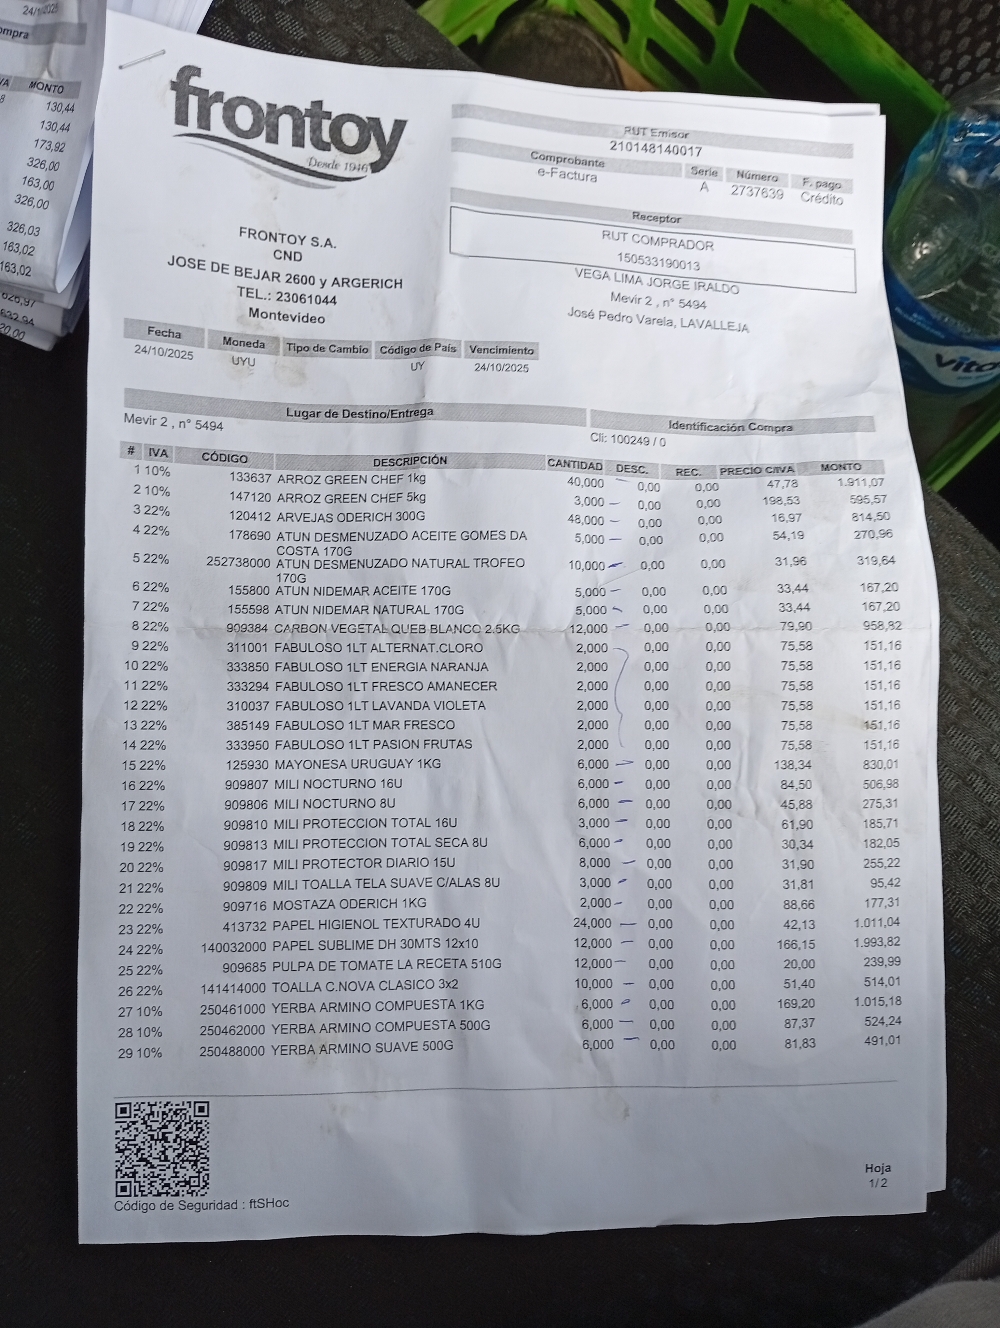 24/10/2025
ompra
VA MONTO
8 130,44
130,44
173,92
326,00
163,00
326,00
326,03
163,02
163,02
frontoy
Desde 1946
FRONTOY S.A.
CND
JOSE DE BEJAR 2600 y ARGERICH
TEL.: 23061044
Montevideo
RUT Emisor
210148140017
Comprobante Serie Número F. pago
e-Factura A 2737639 Crédito
Receptor
RUT COMPRADOR
150533190013
VEGA LIMA JORGE IRALDO
Mevir 2 , n° 5494
José Pedro Varela, LAVALLEJA
Fecha Moneda Tipo de Cambio Código de País Vencimiento
24/10/2025 UYU UY 24/10/2025
Lugar de Destino/Entrega Identificación Compra
Mevir 2 , n° 5494 Cli: 100249 / 0
# IVA CÓDIGO DESCRIPCIÓN CANTIDAD DESC. REC. PRECIO C/IVA MONTO
1 10% 133637 ARROZ GREEN CHEF 1kg 40,000 0,00 0,00 47,78 1.911,07
2 10% 147120 ARROZ GREEN CHEF 5kg 3,000 0,00 0,00 198,53 595,57
3 22% 120412 ARVEJAS ODERICH 300G 48,000 0,00 0,00 16,97 814,50
4 22% 178690 ATUN DESMENUZADO ACEITE GOMES DA 5,000 0,00 0,00 54,19 270,96
COSTA 170G
5 22% 252738000 ATUN DESMENUZADO NATURAL TROFEO 10,000 0,00 0,00 31,96 319,64
170G
6 22% 155800 ATUN NIDEMAR ACEITE 170G 5,000 0,00 0,00 33,44 167,20
7 22% 155598 ATUN NIDEMAR NATURAL 170G 5,000 0,00 0,00 33,44 167,20
8 22% 909384 CARBON VEGETAL QUEB BLANCO 2.5KG 12,000 0,00 0,00 79,90 958,82
9 22% 311001 FABULOSO 1LT ALTERNAT.CLORO 2,000 0,00 0,00 75,58 151,16
10 22% 333850 FABULOSO 1LT ENERGIA NARANJA 2,000 0,00 0,00 75,58 151,16
11 22% 333294 FABULOSO 1LT FRESCO AMANECER 2,000 0,00 0,00 75,58 151,16
12 22% 310037 FABULOSO 1LT LAVANDA VIOLETA 2,000 0,00 0,00 75,58 151,16
13 22% 385149 FABULOSO 1LT MAR FRESCO 2,000 0,00 0,00 75,58 151,16
14 22% 333950 FABULOSO 1LT PASION FRUTAS 2,000 0,00 0,00 75,58 151,16
15 22% 125930 MAYONESA URUGUAY 1KG 6,000 0,00 0,00 138,34 830,01
16 22% 909807 MILI NOCTURNO 16U 6,000 0,00 0,00 84,50 506,98
17 22% 909806 MILI NOCTURNO 8U 6,000 0,00 0,00 45,88 275,31
18 22% 909810 MILI PROTECCION TOTAL 16U 3,000 0,00 0,00 61,90 185,71
19 22% 909813 MILI PROTECCION TOTAL SECA 8U 6,000 0,00 0,00 30,34 182,05
20 22% 909817 MILI PROTECTOR DIARIO 15U 8,000 0,00 0,00 31,90 255,22
21 22% 909809 MILI TOALLA TELA SUAVE C/ALAS 8U 3,000 0,00 0,00 31,81 95,42
22 22% 909716 MOSTAZA ODERICH 1KG 2,000 0,00 0,00 88,66 177,31
23 22% 413732 PAPEL HIGIENOL TEXTURADO 4U 24,000 0,00 0,00 42,13 1.011,04
24 22% 140032000 PAPEL SUBLIME DH 30MTS 12x10 12,000 0,00 0,00 166,15 1.993,82
25 22% 909685 PULPA DE TOMATE LA RECETA 510G 12,000 0,00 0,00 20,00 239,99
26 22% 141414000 TOALLA C.NOVA CLASICO 3x2 10,000 0,00 0,00 51,40 514,01
27 10% 250461000 YERBA ARMINO COMPUESTA 1KG 6,000 0,00 0,00 169,20 1.015,18
28 10% 250462000 YERBA ARMINO COMPUESTA 500G 6,000 0,00 0,00 87,37 524,24
29 10% 250488000 YERBA ARMINO SUAVE 500G 6,000 0,00 0,00 81,83 491,01
Código de Seguridad : ftSHoc
Hoja
1/ 2